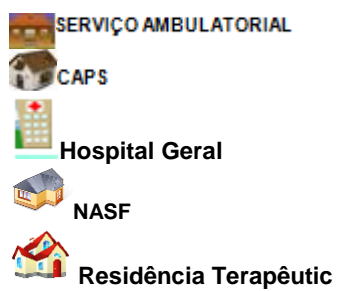 SERVIÇO AMBULATORIAL
CAPS
Hospital Geral
NASF
Residência Terapêutic